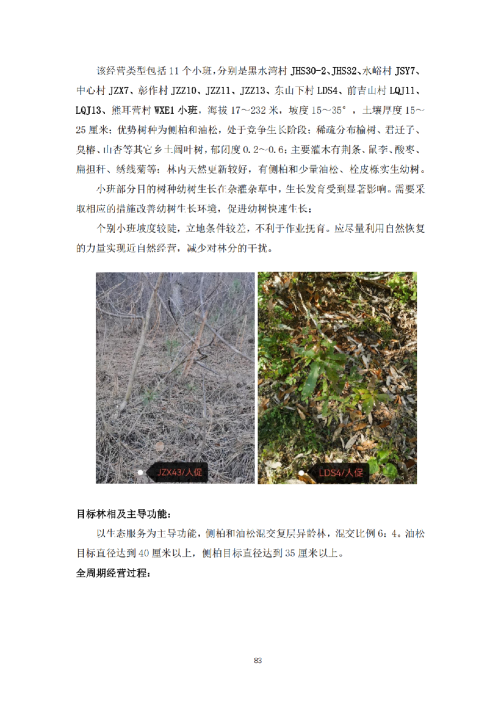 该经营类型包括 11 个小班，分别是黑水湾村 JHS30-2、JHS32、水峪村 JSY7、
中心村 JZX7、彰作村 JZZ10、JZZ11、JZZ13、东山下村 LDS4、前吉山村 LQJ11、
LQJ13、熊耳营村 WXE1 小班。海拔 17～232 米，坡度 15～35°，土壤厚度 15～
25 厘米；优势树种为侧柏和油松，处于竞争生长阶段；稀疏分布榆树、君迁子、
臭椿、山杏等其它乡土阔叶树，郁闭度 0.2～0.6；主要灌木有荆条、鼠李、酸枣、
扁担杆、绣线菊等；林内天然更新较好，有侧柏和少量油松、栓皮栎实生幼树。
小班部分目的树种幼树生长在杂灌杂草中，生长发育受到显著影响。需要采
取相应的措施改善幼树生长环境，促进幼树快速生长；
个别小班坡度较陡，立地条件较差，不利于作业抚育。应尽量利用自然恢复
的力量实现近自然经营，减少对林分的干扰。
JZX43/人促
LDS4/人促
目标林相及主导功能：
以生态服务为主导功能，侧柏和油松混交复层异龄林，混交比例 6：4。油松
目标直径达到 40 厘米以上，侧柏目标直径达到 35 厘米以上。
全周期经营过程：
83